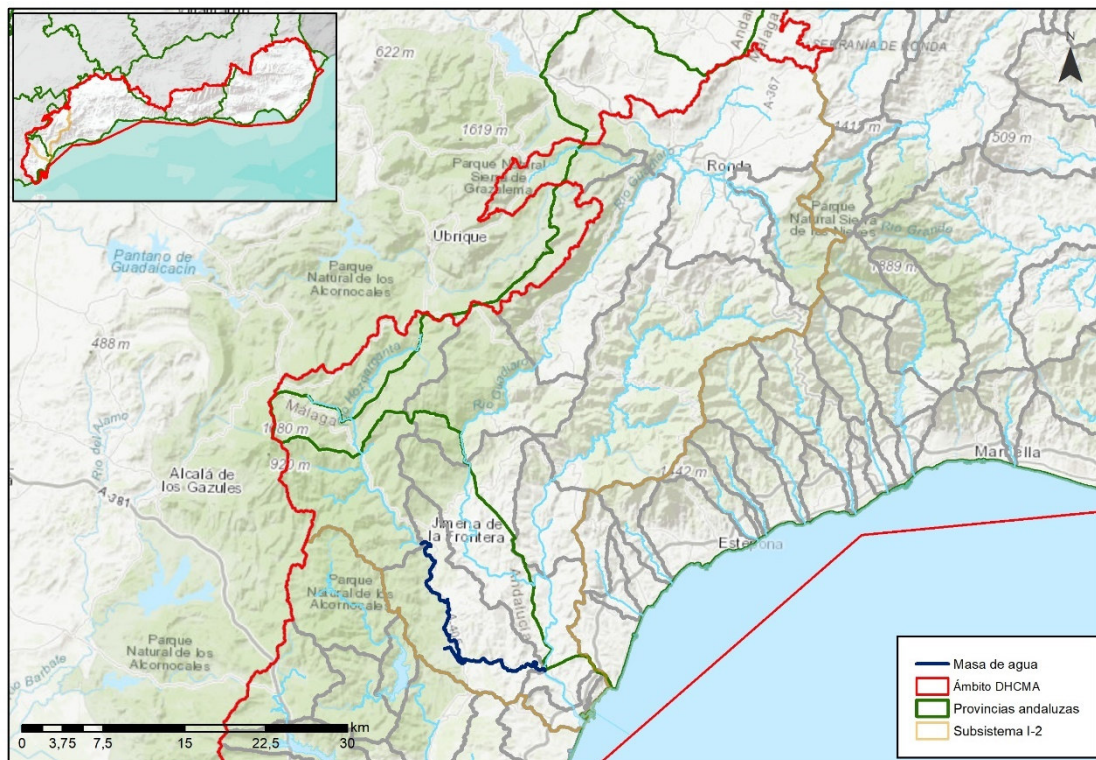 622 m
Andal
Málaga
SERRANÍA DE RONDA
A-367
N
1619 m
1411 m
509 m
Parque Natural
Sierra de
Grazalema
Río Guadiaro
Ronda
Parque
Natural Sierra
de las Nieves
Río Grande
Ubrique
Pantano de
Guadalcacín
Parque
Natural de los
Alcornocales
1889 m
488 m
Hozgarganta
Málaga
Río Guadiaro
Río del Álamo
1080 m
920 m
1442 m
Marbella
Alcalá de
los Gazules
A-381
Jimena de
la Frontera
Estepona
Parque
Natural de los
Alcornocales
Andalucía
Parque
Natural de los
Alcornocales
Río Barbate
Masa de agua
Ámbito DHCMA
Provincias andaluzas
Subsistema I-2
km
0 3,75 7,5 15 22,5 30